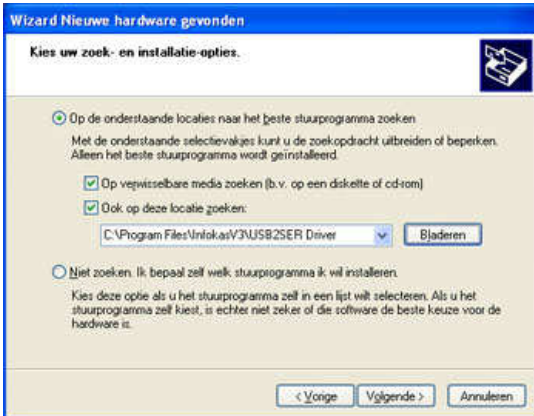 Wizard Nieuwe hardware gevonden
Kies uw zoek- en installatie-opties.
Op de onderstaande locaties naar het beste stuurprogramma zoeken
Met de onderstaande selectievakjes kunt u de zoekopdracht uitbreiden of beperken.
Alleen het beste stuurprogramma wordt geïnstalleerd.
Op verwisselbare media zoeken (b.v. op een diskette of cd-rom)
Ook op deze locatie zoeken:
C:\Program Files\InfokasV3\USB2SER Driver
Bladeren
Niet zoeken. Ik bepaal zelf welk stuurprogramma ik wil installeren.
Kies deze optie als u het stuurprogramma zelf in een lijst wilt selecteren. Als u het
stuurprogramma zelf kiest, is echter niet zeker of die software de beste keuze voor de
hardware is.
< Vorige Volgende > Annuleren